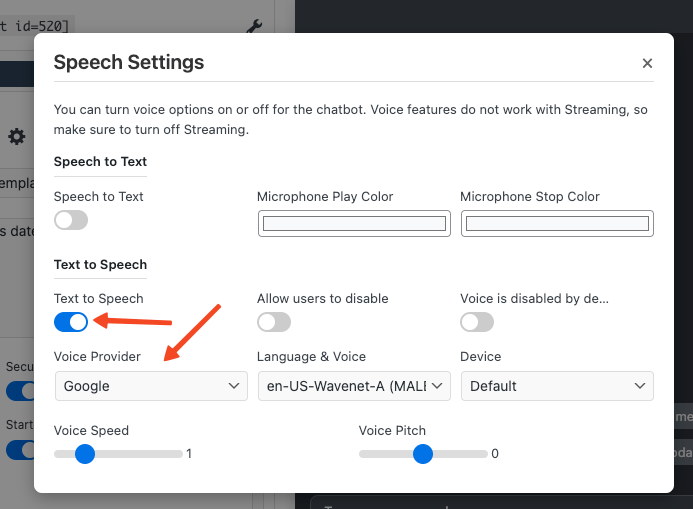 t id=520]
Speech Settings
×
You can turn voice options on or off for the chatbot. Voice features do not work with Streaming, so
make sure to turn off Streaming.
Speech to Text
Speech to Text
Microphone Play Color
Microphone Stop Color
Text to Speech
Text to Speech
Allow users to disable
Voice is disabled by de...
Voice Provider
Language & Voice
Device
Google
en-US-Wavenet-A (MALE
Default
Voice Speed
Voice Pitch
1
0
empla
s date
Secu
Start
me
oda